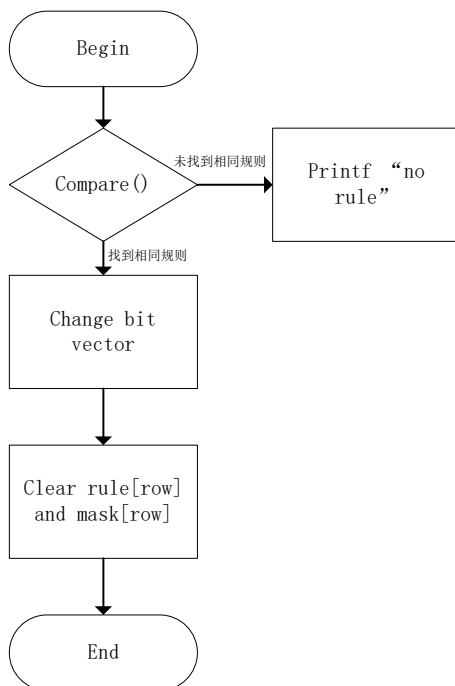 Begin
Compare()
未找到相同规则
Printf “no
rule”
找到相同规则
Change bit
vector
Clear rule[row]
and mask[row]
End